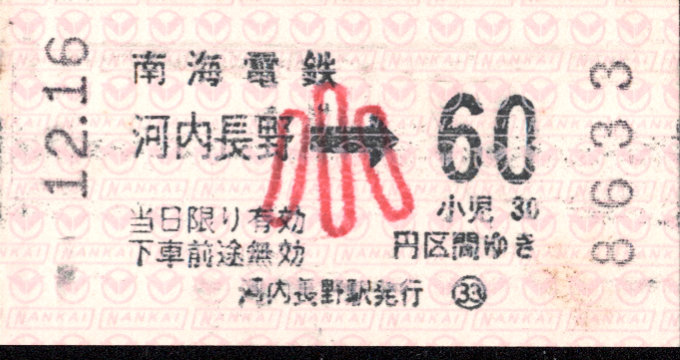 12.16
南海電鉄
河内長野 → 60
小
小児 30
当日限り有効
円区間ゆき
下車前途無効
河内長野駅発行 ㉝
8633
NANKAI